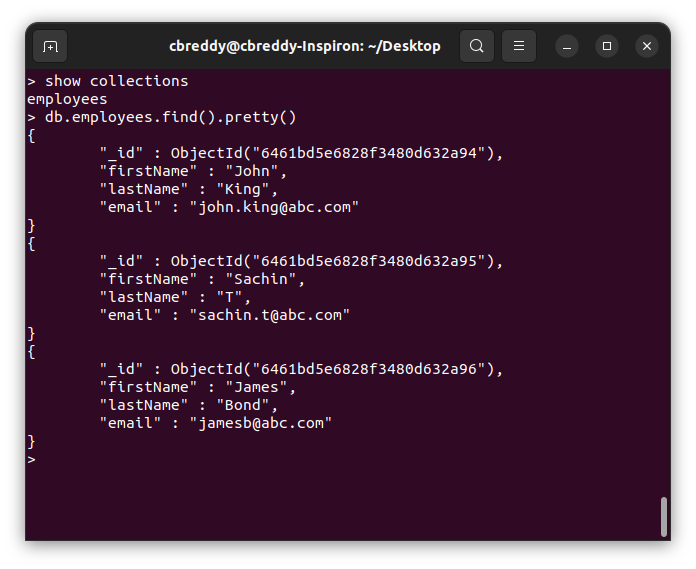 cbreddy@cbreddy-Inspiron: ~/Desktop
> show collections
employees
> db.employees.find().pretty()
{
        "_id" : ObjectId("6461bd5e6828f3480d632a94"),
        "firstName" : "John",
        "lastName" : "King",
        "email" : "john.king@abc.com"
}
{
        "_id" : ObjectId("6461bd5e6828f3480d632a95"),
        "firstName" : "Sachin",
        "lastName" : "T",
        "email" : "sachin.t@abc.com"
}
{
        "_id" : ObjectId("6461bd5e6828f3480d632a96"),
        "firstName" : "James",
        "lastName" : "Bond",
        "email" : "jamesb@abc.com"
}
>